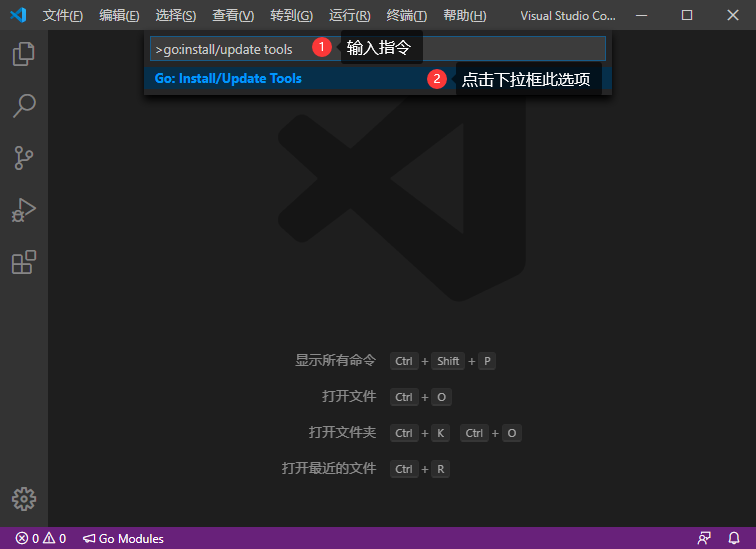 文件(F) 编辑(E) 选择(S) 查看(V) 转到(G) 运行(R) 终端(T) 帮助(H) Visual Studio Co...
>go:install/update tools 1 输入指令
Go: Install/Update Tools 2 点击下拉框此选项
显示所有命令 Ctrl + Shift + P
打开文件 Ctrl + O
打开文件夹 Ctrl + K Ctrl + O
打开最近的文件 Ctrl + R
0 0 Go Modules